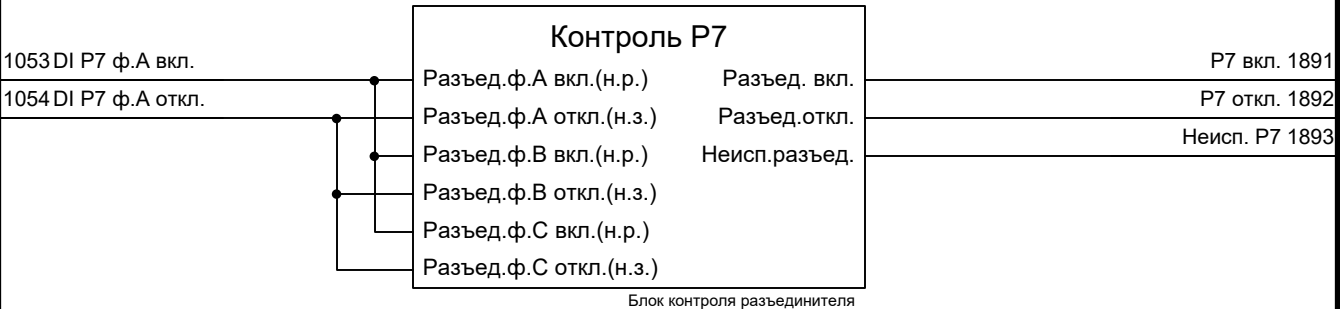 Контроль Р7
1053 DI Р7 ф.А вкл.
1054 DI Р7 ф.А откл.
Разъед.ф.А вкл.(н.р.)
Разъед.ф.А откл.(н.з.)
Разъед.ф.В вкл.(н.р.)
Разъед.ф.В откл.(н.з.)
Разъед.ф.С вкл.(н.р.)
Разъед.ф.С откл.(н.з.)
Разъед. вкл.
Разъед.откл.
Неисп.разъед.
Р7 вкл. 1891
Р7 откл. 1892
Неисп. Р7 1893
Блок контроля разъединителя